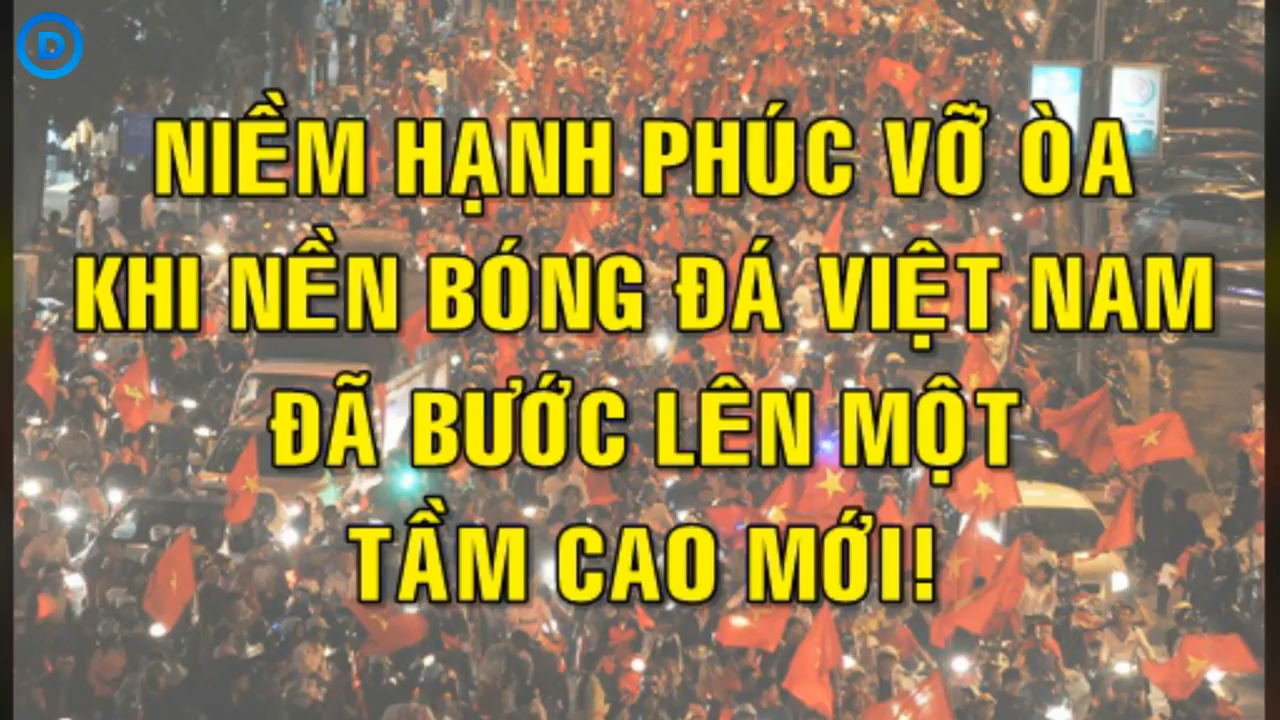 D
NIỀM HẠNH PHÚC VỠ ÒA
KHI NỀN BÓNG ĐÁ VIỆT NAM
ĐÃ BƯỚC LÊN MỘT
TẦM CAO MỚI!